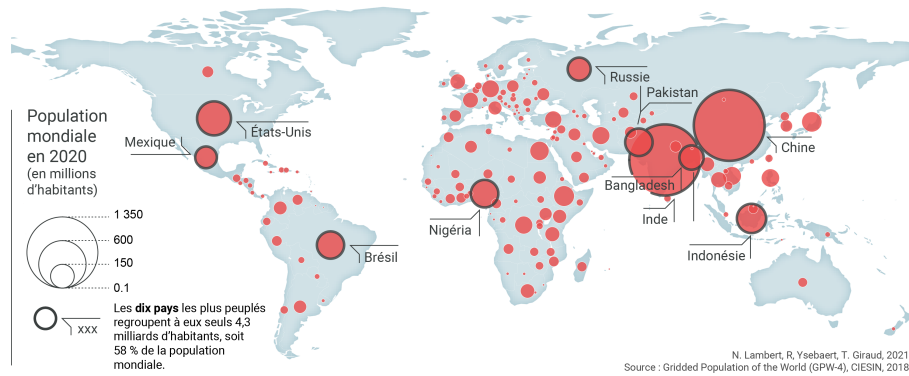 Population
mondiale
en 2020
(en millions
d'habitants)
1 350
600
150
0.1
xxx
Les dix pays les plus peuplés
regroupent à eux seuls 4,3
milliards d'habitants, soit
58 % de la population
mondiale.
États-Unis
Mexique
Brésil
Nigéria
Russie
Pakistan
Chine
Bangladesh
Inde
Indonésie
N. Lambert, R, Ysebaert, T. Giraud, 2021
Source : Gridded Population of the World (GPW-4), CIESIN, 2018